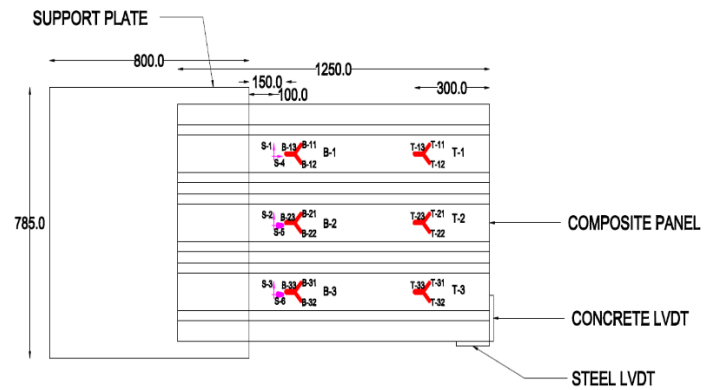 SUPPORT PLATE
800.0
1250.0
150.0
100.0
300.0
785.0
S-1 B-13 B-11 B-1 T-13 T-11 T-1
S-4 B-12 T-12
S-2 B-23 B-21 B-2 T-23 T-21 T-2
S-5 B-22 T-22
COMPOSITE PANEL
S-3 B-33 B-31 B-3 T-33 T-31 T-3
S-6 B-32 T-32
CONCRETE LVDT
STEEL LVDT